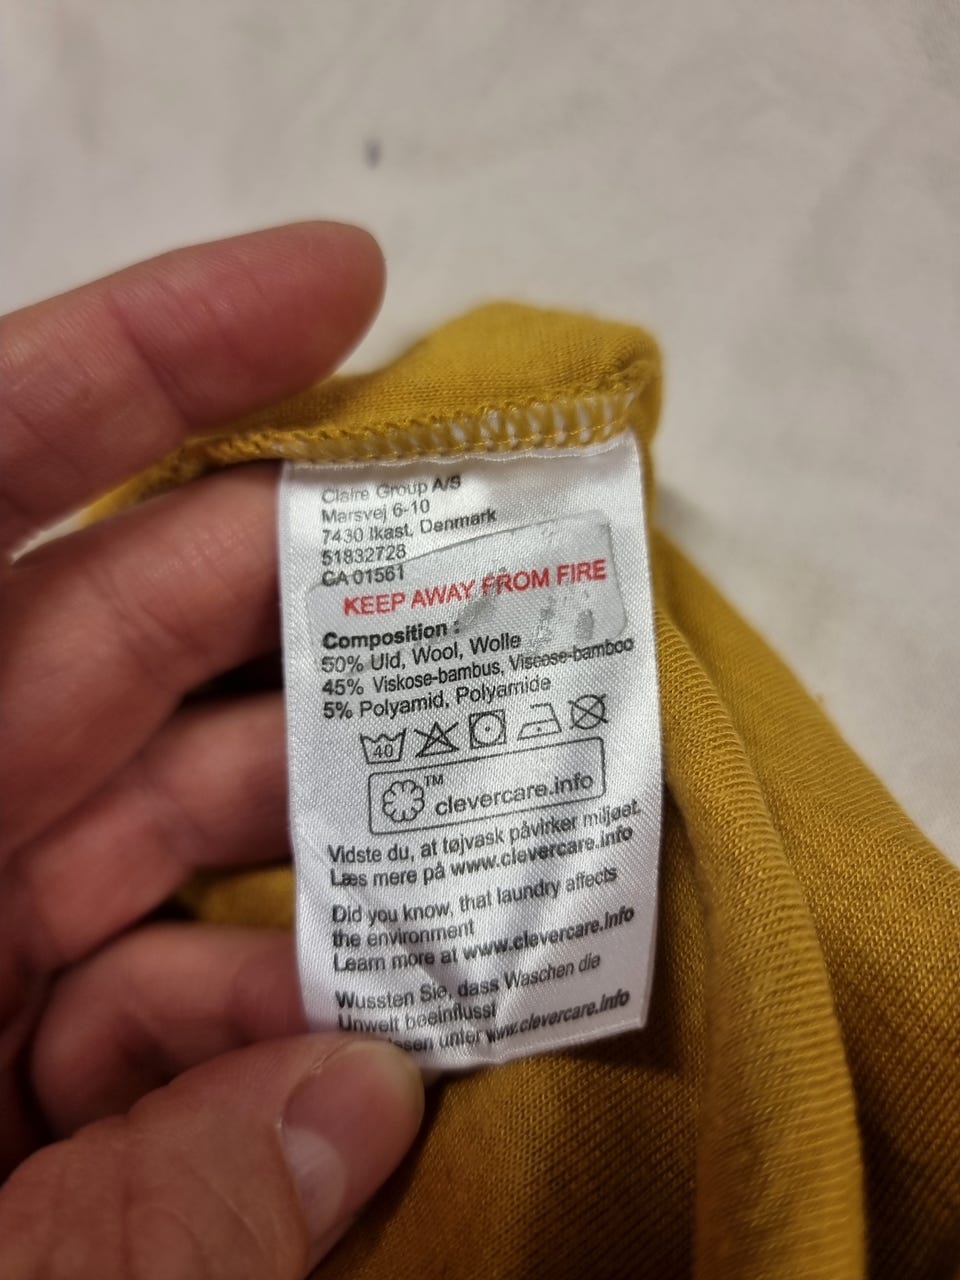 Claire Group A/S
Marsvej 6-10
7430 Ikast, Denmark
51832728
CA 01561
KEEP AWAY FROM FIRE
Composition :
50% Uld, Wool, Wolle
45% Viskose-bambus, Viscose-bamboo
5% Polyamid, Polyamide
40
TM
clevercare.info
Vidste du, at tøjvask påvirker miljøet.
Læs mere på www.clevercare.info
Did you know, that laundry affects
the environment
Learn more at www.clevercare.info
Wussten Sie, dass Waschen die
Umwelt beeinflusst
unter www.clevercare.info